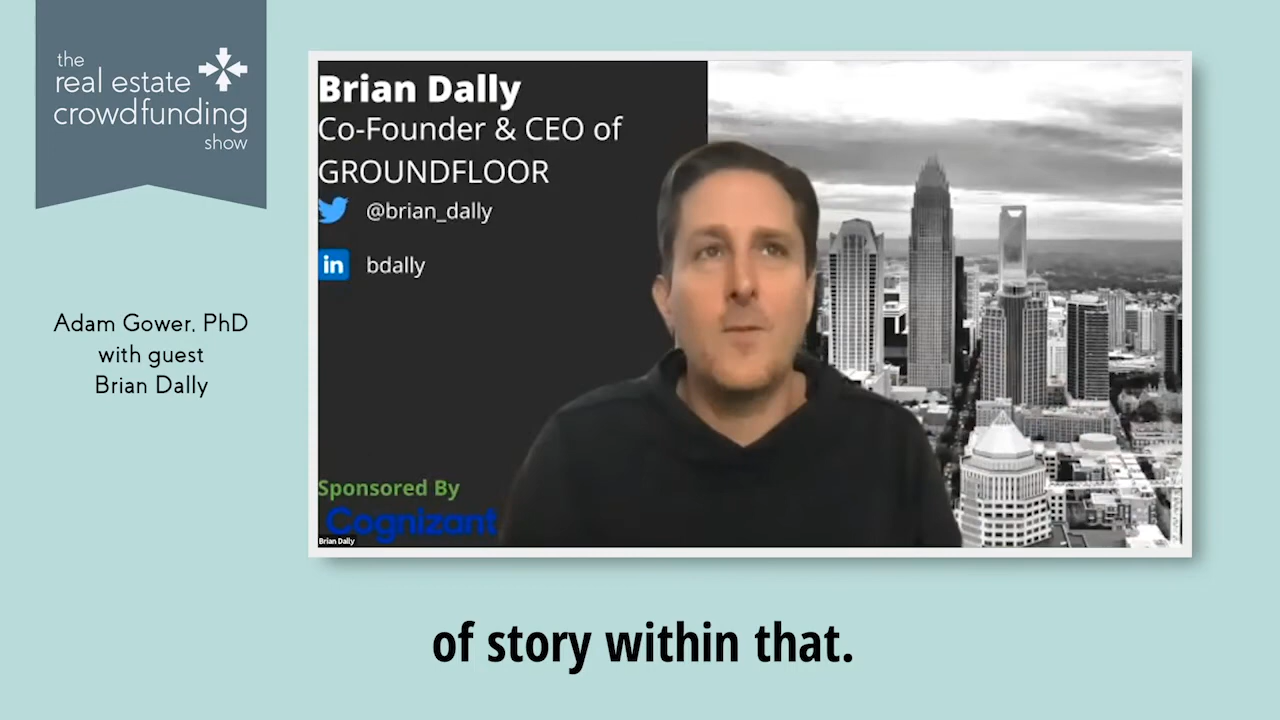 the
real estate
crowdfunding
show
Adam Gower, PhD
with guest
Brian Dally
Brian Dally
Co-Founder & CEO of
GROUNDFLOOR
@brian_dally
in
bdally
Sponsored By
Cognizant
Brian Dally
of story within that.